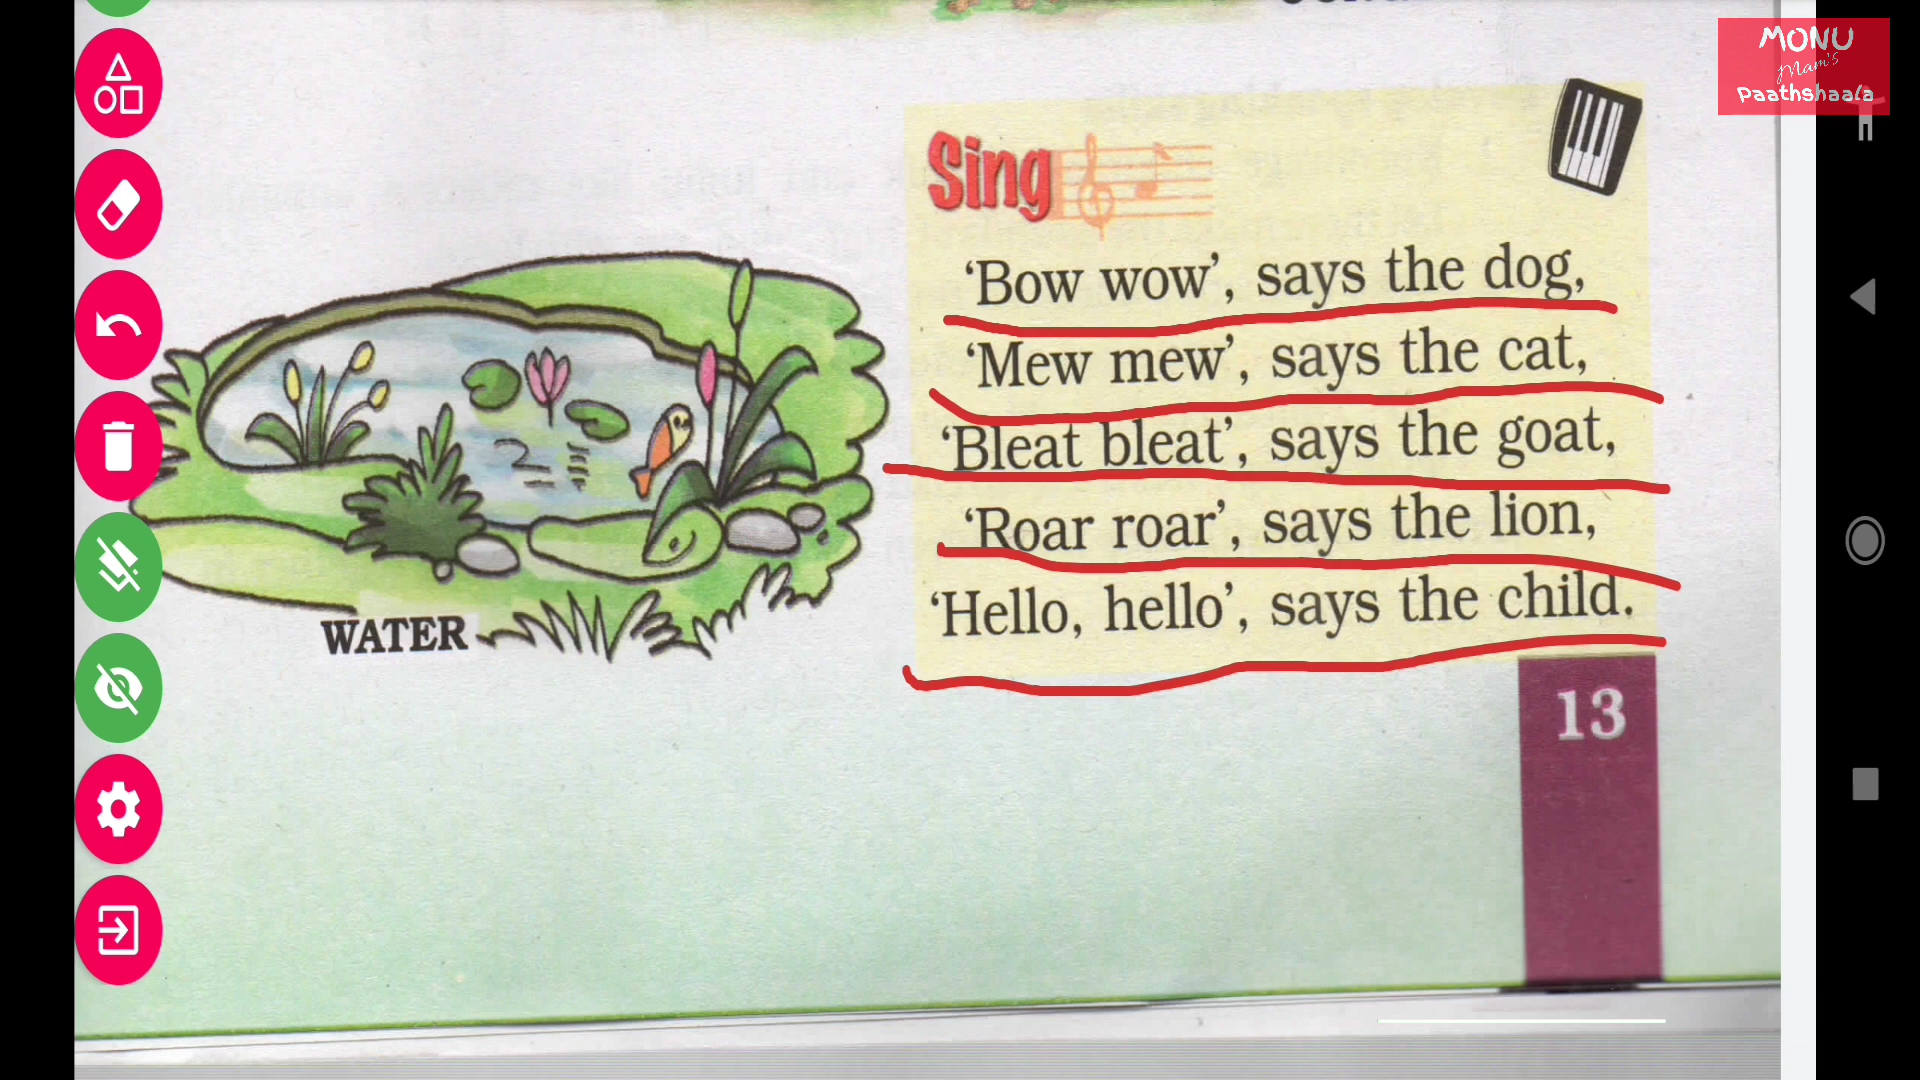 MONU
Mam's
Paathshaala
Sing
‘Bow wow’, says the dog,
‘Mew mew’, says the cat,
‘Bleat bleat’, says the goat,
‘Roar roar’, says the lion,
‘Hello, hello’, says the child.
WATER
13